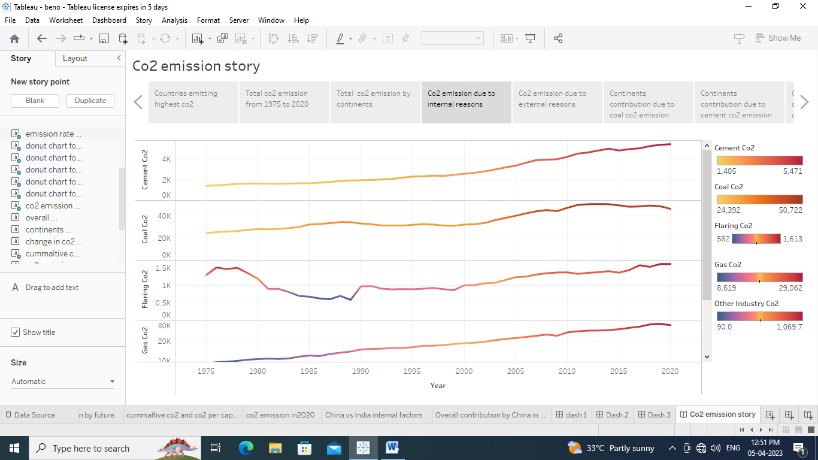 Tableau - beno - Tableau license expires in 5 days
File Data Worksheet Dashboard Story Analysis Format Server Window Help
Show Me
Story Layout
New story point
Blank Duplicate
emission rate ...
donut chart fo...
donut chart fo...
donut chart fo...
donut chart fo...
donut chart fo...
co2 emission ...
overall ...
continents ...
change in co2 ...
cummaltive c...
A Drag to add text
Show title
Size
Automatic
Co2 emission story
Countries emitting highest co2
Total co2 emission from 1975 to 2020
Total co2 emission by continents
Co2 emission due to internal reasons
Co2 emission due to external reasons
Continents contribution due to coal co2 emission
Continents contribution due to cement co2 emission
Cement Co2
4K
2K
0K
Coal Co2
40K
20K
0K
Flaring Co2
1.5K
1K
0.5K
0K
Gas Co2
30K
20K
10K
1975 1980 1985 1990 1995 2000 2005 2010 2015 2020
Year
Cement Co2
1,405 5,471
Coal Co2
24,392 50,722
Flaring Co2
582 1,613
Gas Co2
8,619 29,062
Other Industry Co2
90.0 1,069.7
Data Source n by future cummaltive co2 and co2 per cap... co2 emission in2020 China vs India internal factors Overall contribution by China in ... dash 1 Dash 2 Dash.3 Co2 emission story
Type here to search
33°C Partly sunny
ENG
12:51 PM
05-04-2023